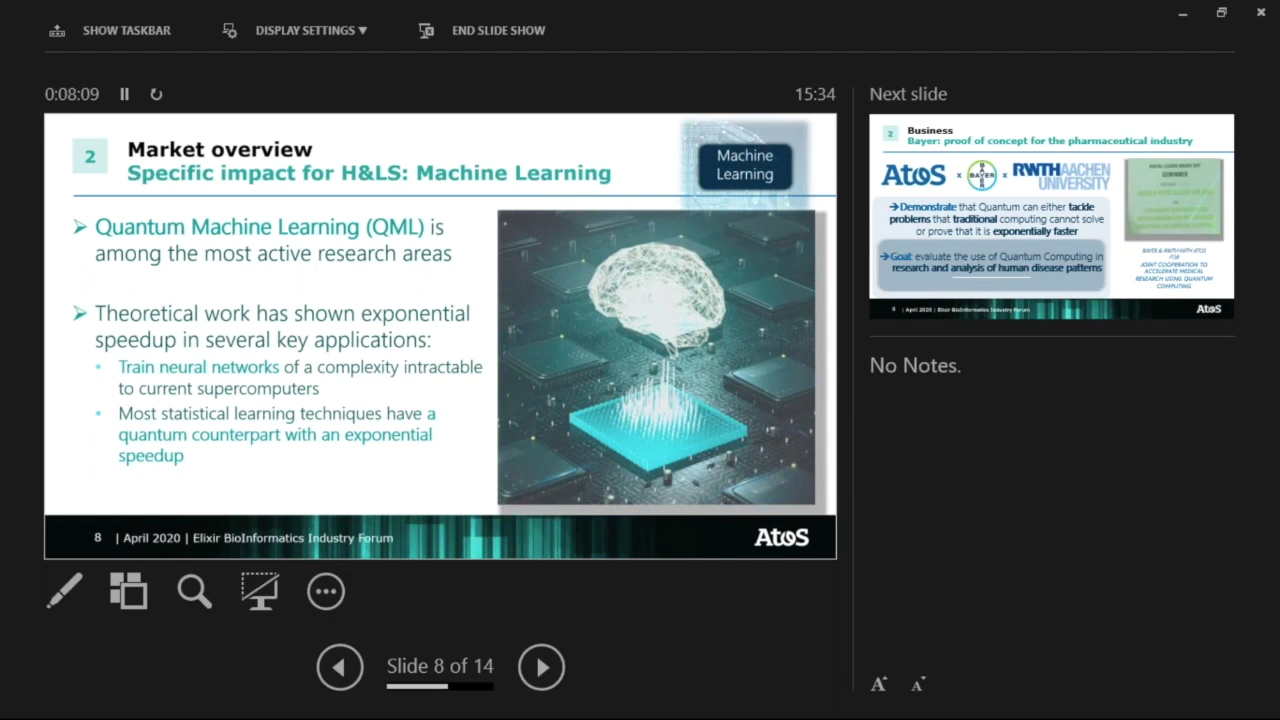 SHOW TASKBAR
DISPLAY SETTINGS ▼
END SLIDE SHOW
0:08:09
15:34
Next slide
2
Market overview
Specific impact for H&LS: Machine Learning
Machine
Learning
➢ Quantum Machine Learning (QML) is
among the most active research areas
➢ Theoretical work has shown exponential
speedup in several key applications:
• Train neural networks of a complexity intractable
to current supercomputers
• Most statistical learning techniques have a
quantum counterpart with an exponential
speedup
8 | April 2020 | Elixir BioInformatics Industry Forum
Atos
2
Business
Bayer: proof of concept for the pharmaceutical industry
Atos x BAYER x RWTHAACHEN
UNIVERSITY
➔Demonstrate that Quantum can either tackle
problems that traditional computing cannot solve
or prove that it is exponentially faster
➔Goal: evaluate the use of Quantum Computing in
research and analysis of human disease patterns
BAYER & RWTH WITH ATOS
FOR
JOINT COOPERATION TO
ACCELERATE MEDICAL
RESEARCH USING QUANTUM
COMPUTING
9 | April 2020 | Elixir BioInformatics Industry Forum
Atos
No Notes.
Slide 8 of 14
A A